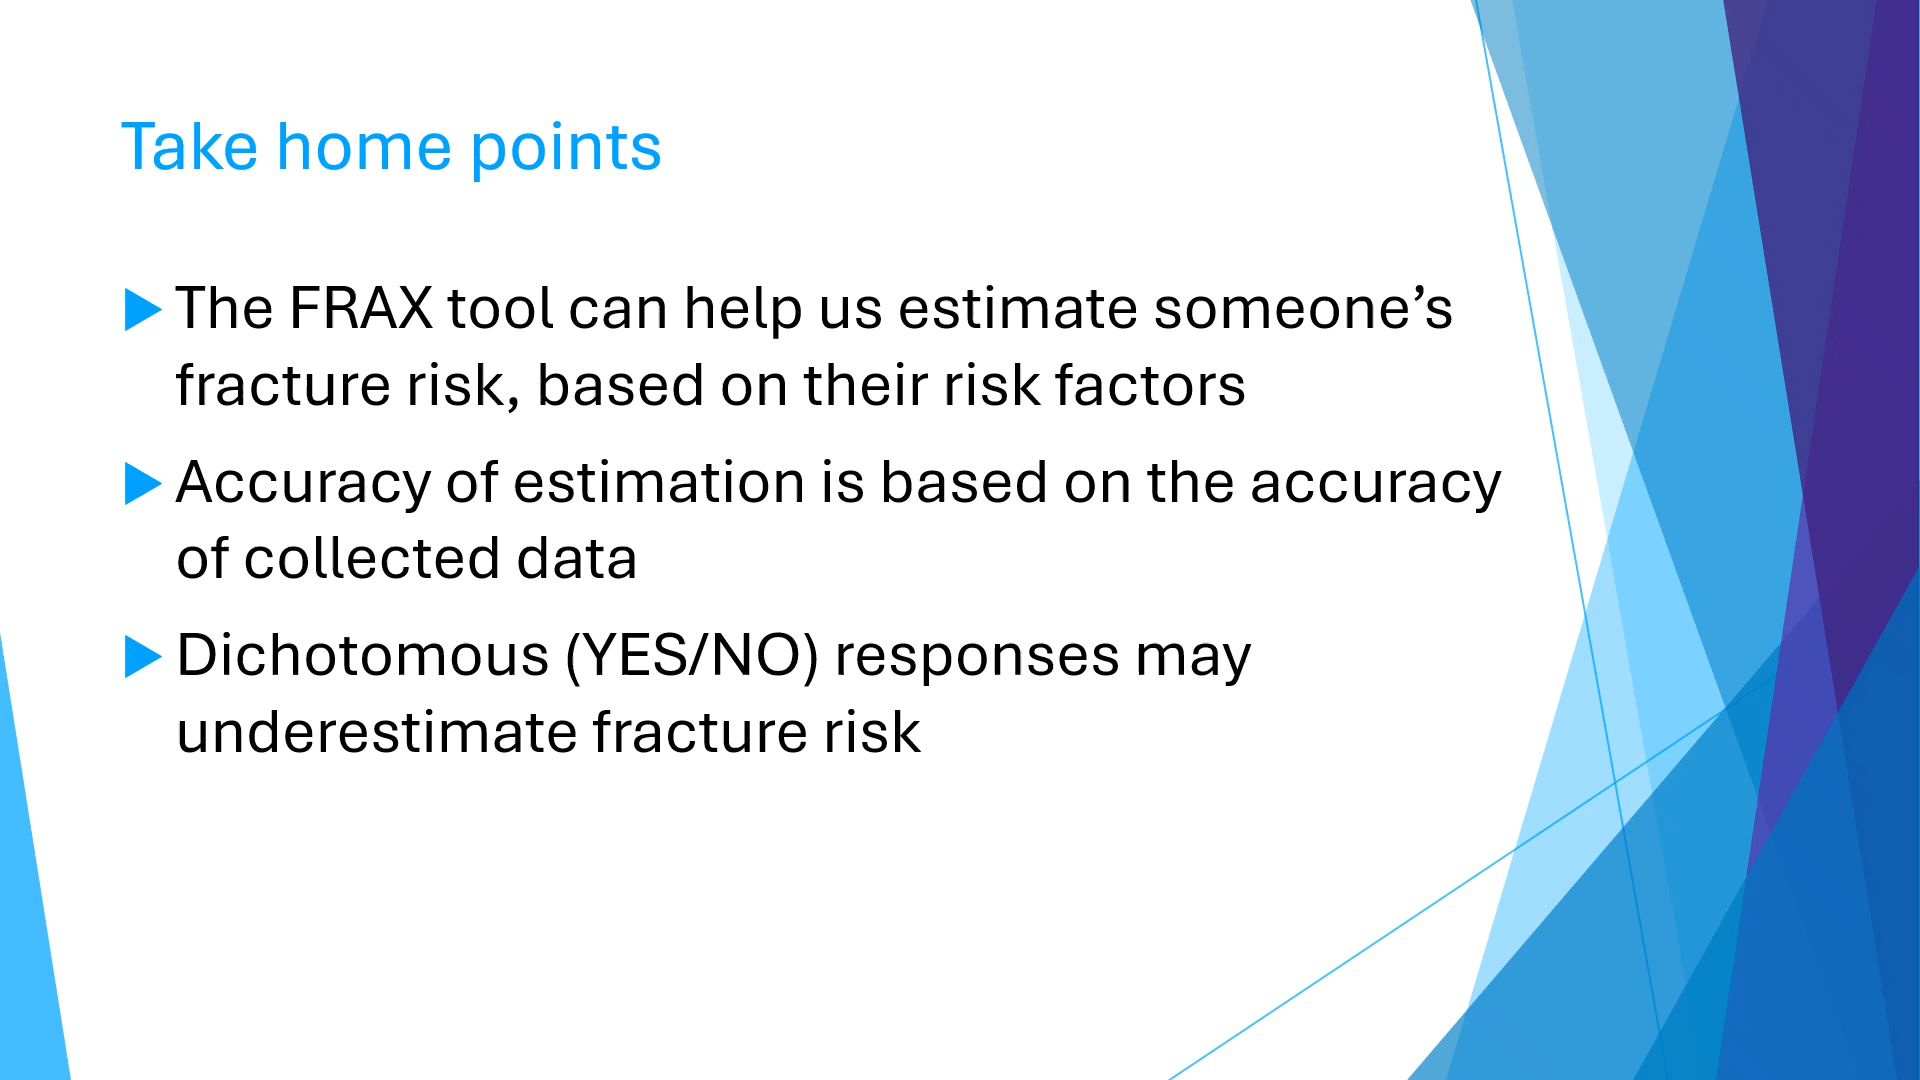 Take home points
The FRAX tool can help us estimate someone’s
fracture risk, based on their risk factors
Accuracy of estimation is based on the accuracy
of collected data
Dichotomous (YES/NO) responses may
underestimate fracture risk